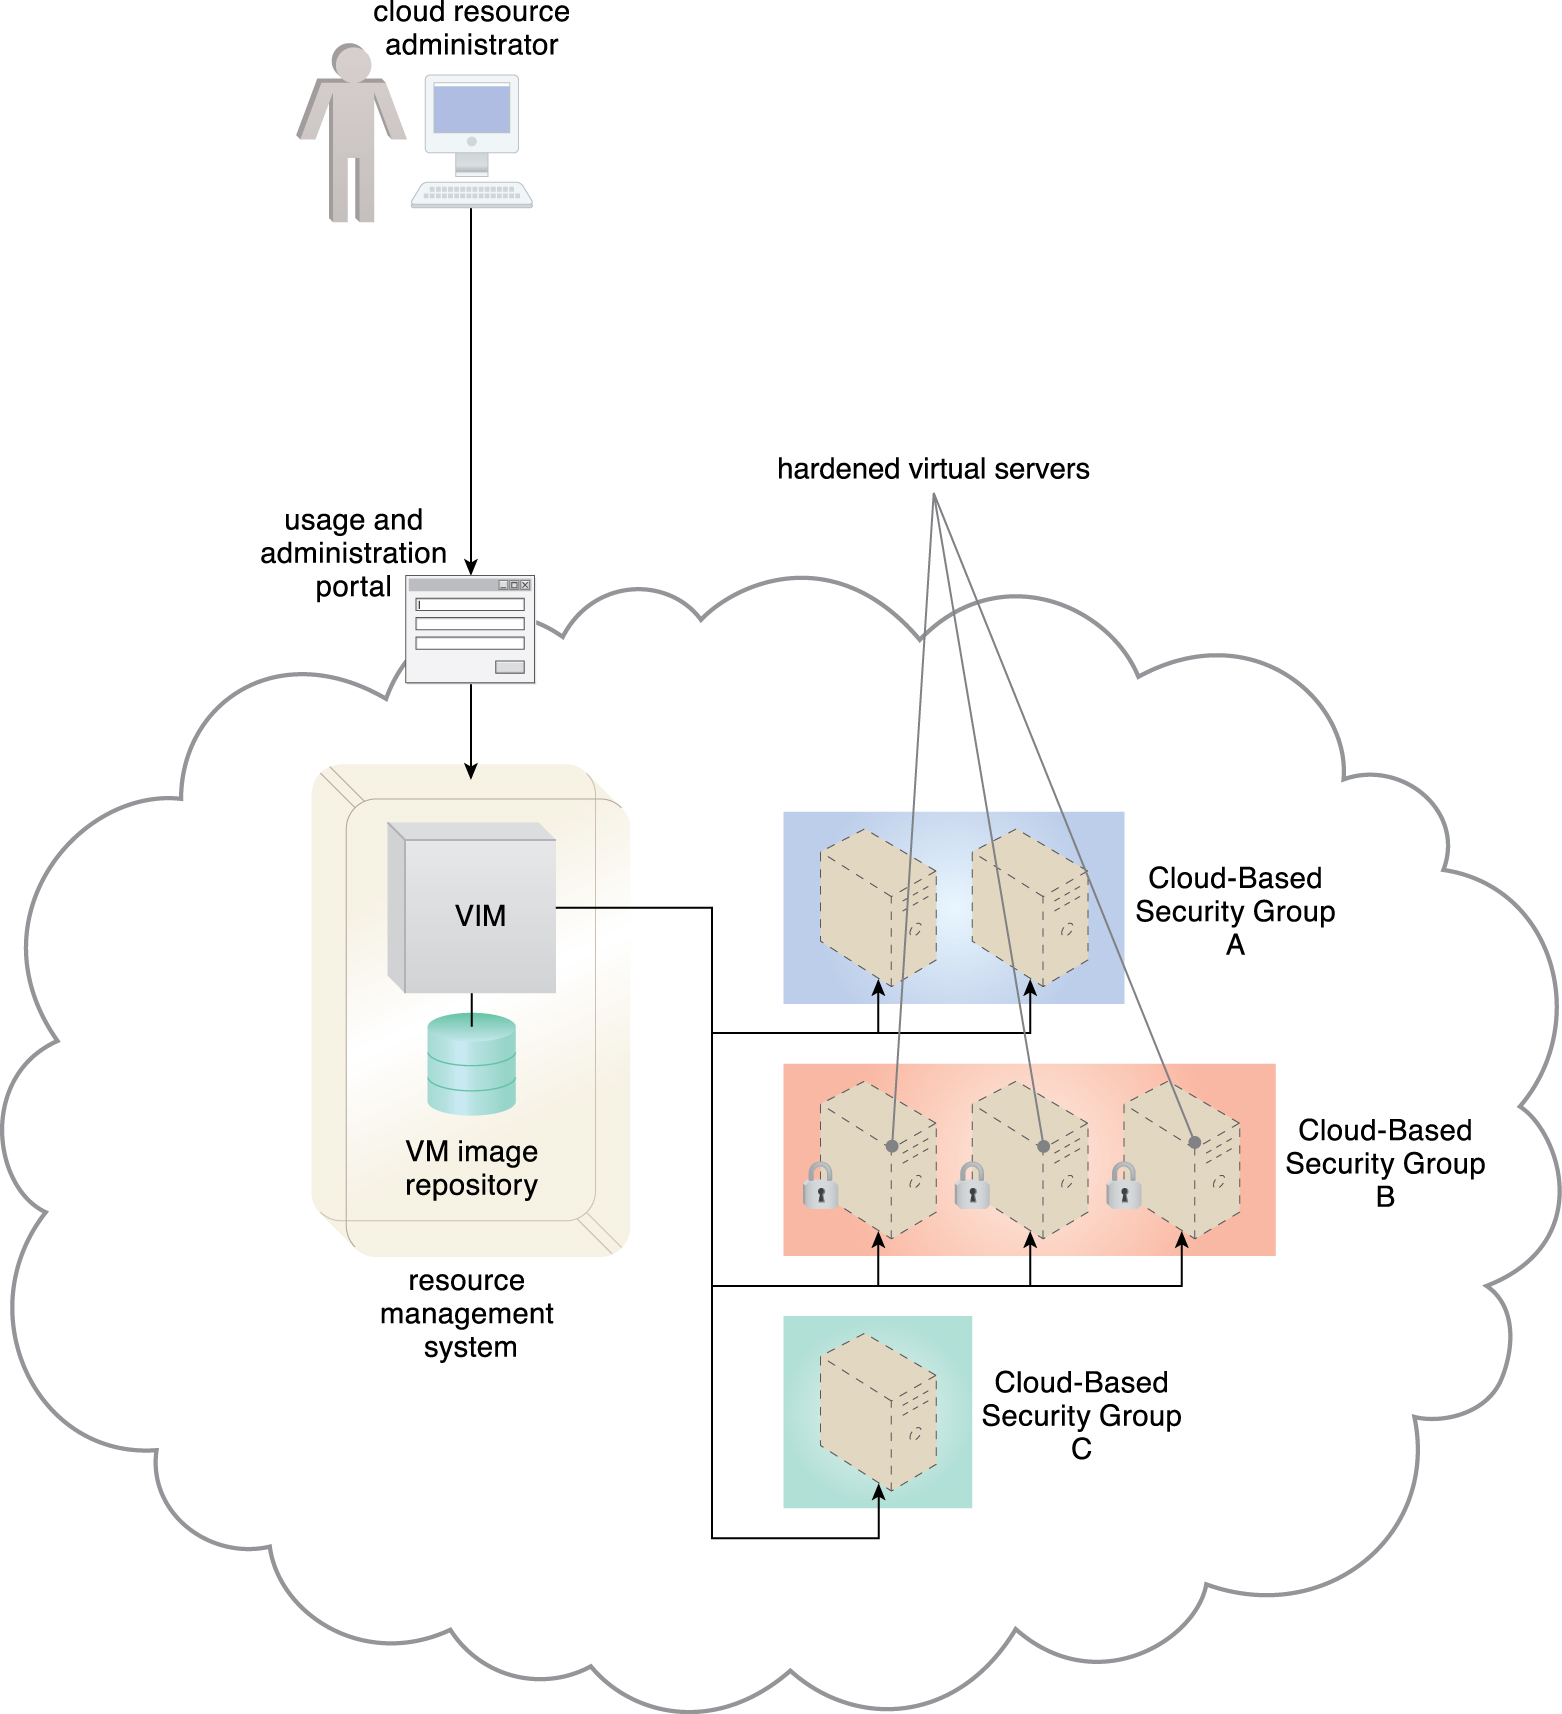 cloud resource
administrator
hardened virtual servers
usage and
administration
portal
VIM
VM image
repository
resource
management
system
Cloud-Based
Security Group
A
Cloud-Based
Security Group
B
Cloud-Based
Security Group
C